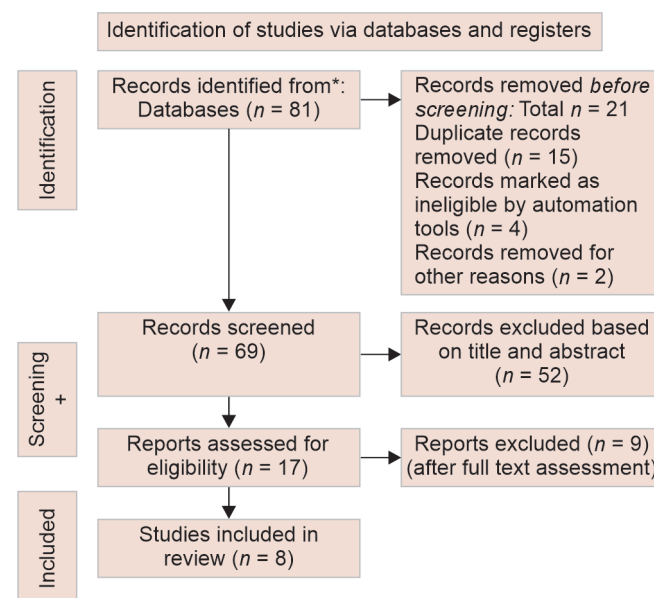 Identification of studies via databases and registers
Identification
Records identified from*:
Databases (n = 81)
Records removed before
screening: Total n = 21
Duplicate records
removed (n = 15)
Records marked as
ineligible by automation
tools (n = 4)
Records removed for
other reasons (n = 2)
Screening
+
Records screened
(n = 69)
Records excluded based
on title and abstract
(n = 52)
Reports assessed for
eligibility (n = 17)
Reports excluded (n = 9)
(after full text assessment)
Included
Studies included in
review (n = 8)